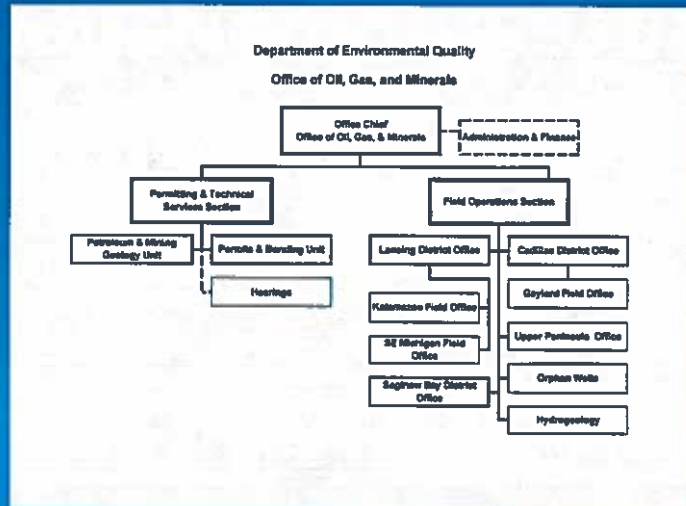 Department of Environmental Quality
Office of Oil, Gas, and Minerals
Office Chief
Office of Oil, Gas, & Minerals
Administration & Finance
Permitting & Technical
Services Section
Field Operations Section
Petroleum & Mining
Geology Unit
Permits & Bonding Unit
Hearings
Lansing District Office
Cadillac District Office
Gaylord Field Office
Kalamazoo Field Office
Upper Peninsula Office
SE Michigan Field
Office
Saginaw Bay District
Office
Orphan Wells
Hydrogeology